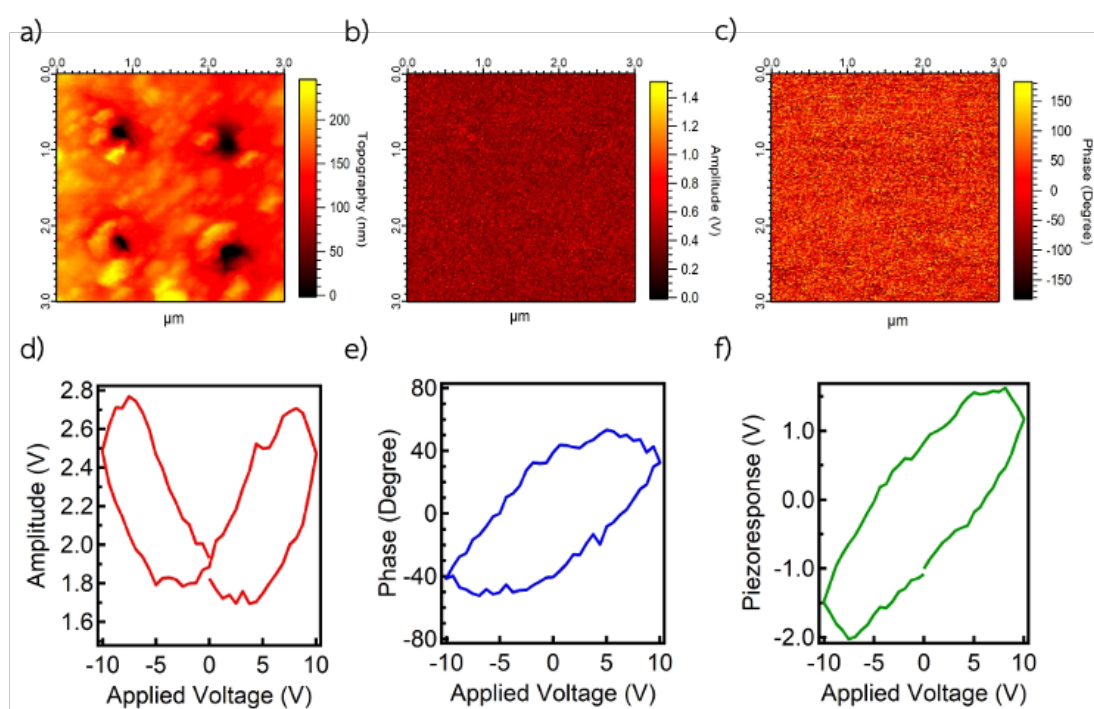 a)
0.0 1.0 2.0 3.0
0.0
1.0
2.0
3.0
µm
200
150
100
50
0
Topography (nm)
b)
0.0 1.0 2.0 3.0
0.0
1.0
2.0
3.0
µm
1.4
1.2
1.0
0.8
0.6
0.4
0.2
0.0
Amplitude (V)
c)
0.0 1.0 2.0 3.0
0.0
1.0
2.0
3.0
µm
150
100
50
0
-50
-100
-150
Phase (Degree)
d)
2.8
2.6
2.4
2.2
2.0
1.8
1.6
Amplitude (V)
-10 -5 0 5 10
Applied Voltage (V)
e)
80
40
0
-40
-80
Phase (Degree)
-10 -5 0 5 10
Applied Voltage (V)
f)
1.0
0.0
-1.0
-2.0
Piezoresponse (V)
-10 -5 0 5 10
Applied Voltage (V)